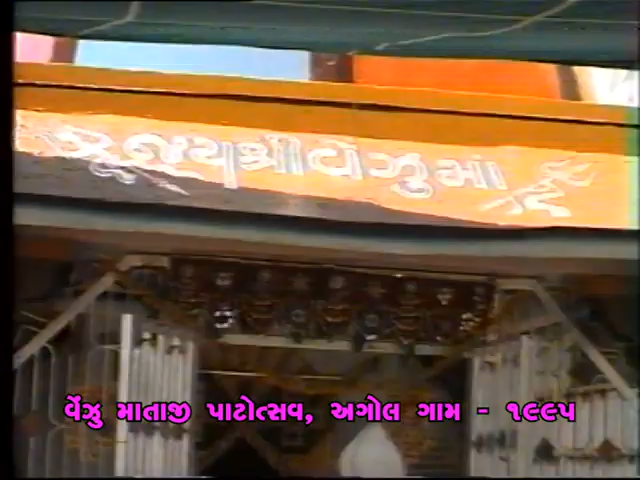 જય શ્રી વેંઝુ માં
વેંઝુ માતાજી પાટોત્સવ, અગોલ ગામ - ૧૯૯૫